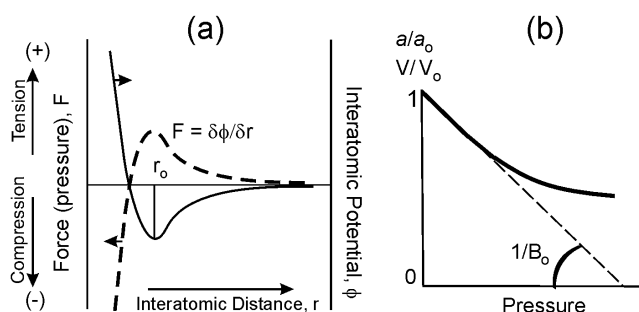 (a)
(b)
(+)
Tension
Compression
(-)
Force (pressure), F
F = δϕ/δr
r₀
Interatomic Distance, r
Interatomic Potential, ϕ
a/a₀
V/V₀
1
0
1/B₀
Pressure